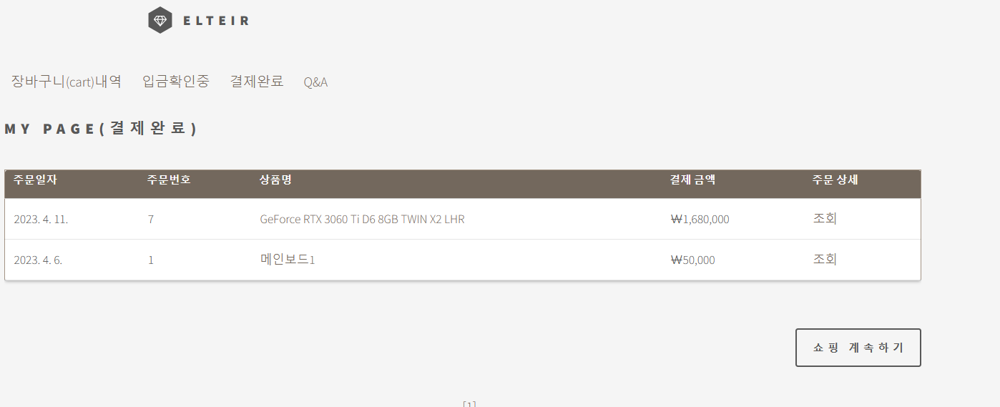 ELTEIR
장바구니(cart)내역 입금확인중 결제완료 Q&A
MY PAGE(결제완료)
주문일자 주문번호 상품명 결제 금액 주문 상세
2023. 4. 11. 7 GeForce RTX 3060 Ti D6 8GB TWIN X2 LHR ₩1,680,000 조회
2023. 4. 6. 1 메인보드1 ₩50,000 조회
쇼핑 계속하기
[1]